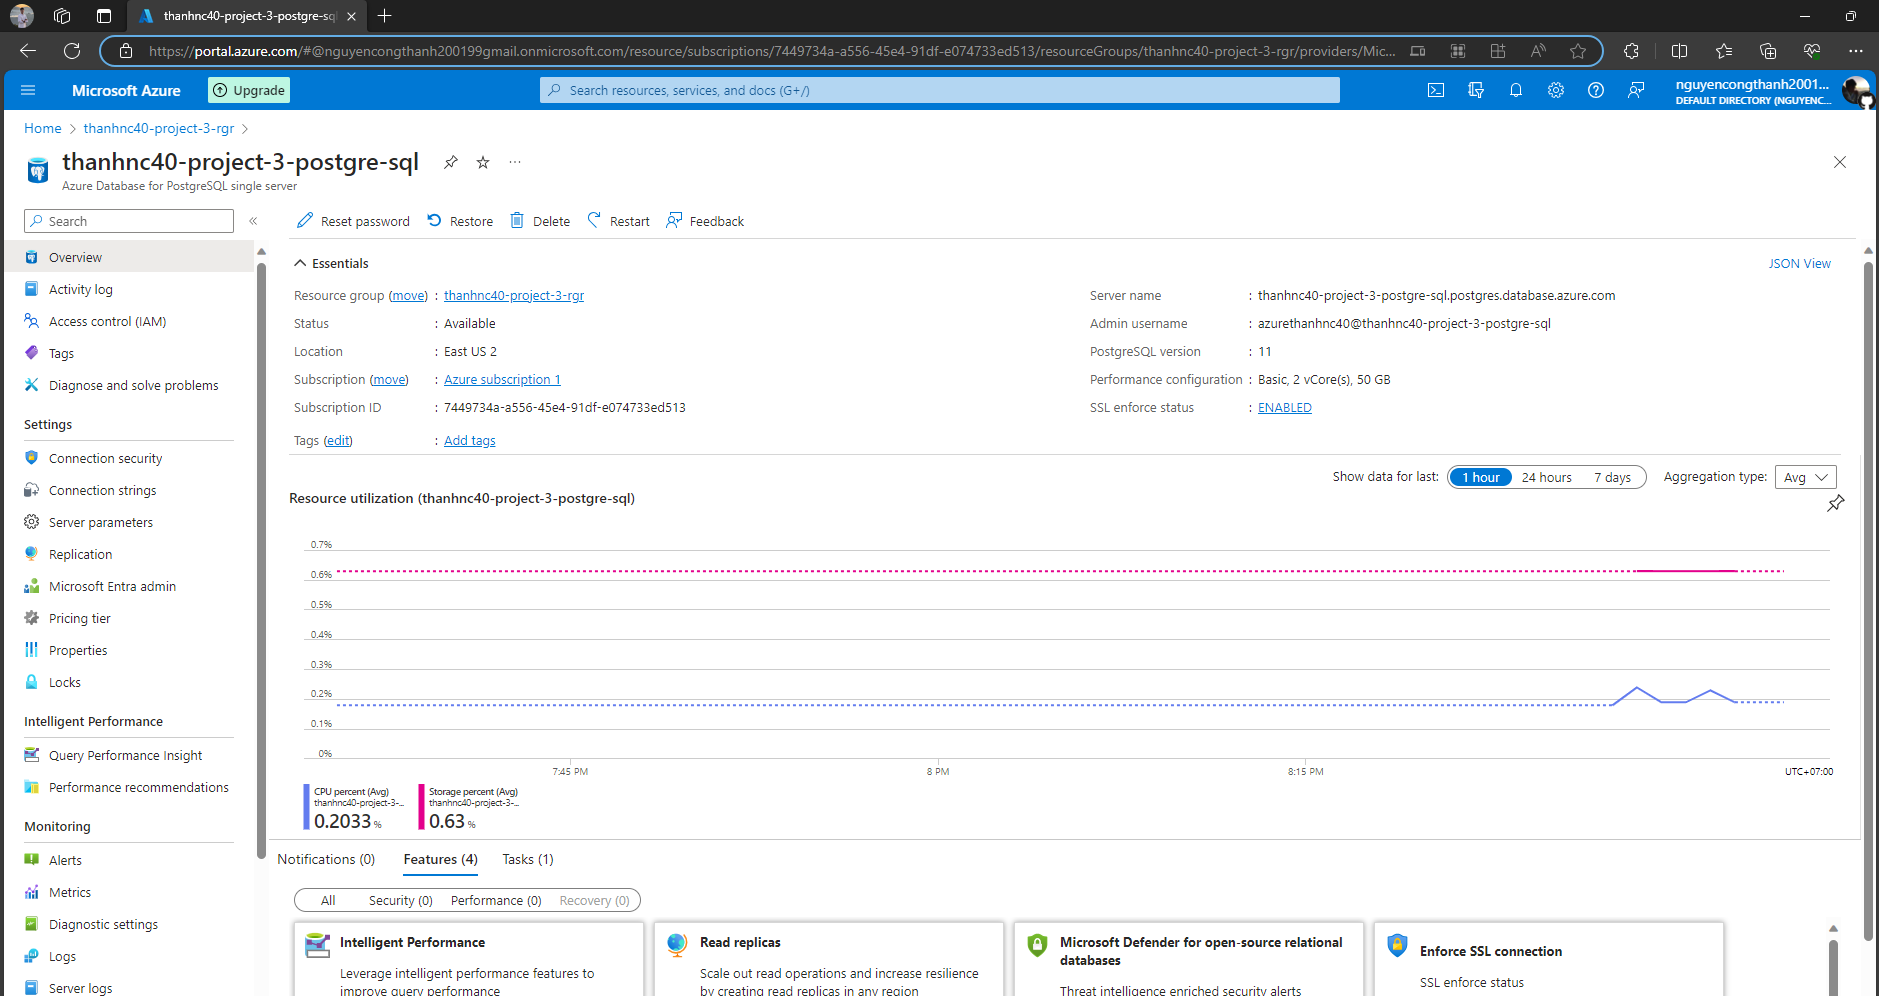 thanhnc40-project-3-postgre-sql
https://portal.azure.com/#@nguyencongthanh200199gmail.onmicrosoft.com/resource/subscriptions/7449734a-a556-45e4-91df-e074733ed513/resourceGroups/thanhnc40-project-3-rgr/providers/Mic...
Microsoft Azure
Upgrade
Search resources, services, and docs (G+/)
nguyencongthanh2001...
DEFAULT DIRECTORY (NGUYENC...
Home > thanhnc40-project-3-rgr >
thanhnc40-project-3-postgre-sql
Azure Database for PostgreSQL single server
Search
Reset password Restore Delete Restart Feedback
Overview
Activity log
Access control (IAM)
Tags
Diagnose and solve problems
Settings
Connection security
Connection strings
Server parameters
Replication
Microsoft Entra admin
Pricing tier
Properties
Locks
Intelligent Performance
Query Performance Insight
Performance recommendations
Monitoring
Alerts
Metrics
Diagnostic settings
Logs
Server logs
Essentials
JSON View
Resource group (move) : thanhnc40-project-3-rgr
Status : Available
Location : East US 2
Subscription (move) : Azure subscription 1
Subscription ID : 7449734a-a556-45e4-91df-e074733ed513
Tags (edit) : Add tags
Server name : thanhnc40-project-3-postgre-sql.postgres.database.azure.com
Admin username : azurethanhnc40@thanhnc40-project-3-postgre-sql
PostgreSQL version : 11
Performance configuration : Basic, 2 vCore(s), 50 GB
SSL enforce status : ENABLED
Show data for last: 1 hour 24 hours 7 days Aggregation type: Avg
Resource utilization (thanhnc40-project-3-postgre-sql)
0.7%
0.6%
0.5%
0.4%
0.3%
0.2%
0.1%
0%
7:45 PM 8 PM 8:15 PM UTC+07:00
CPU percent (Avg)
thanhnc40-project-3-...
0.2033 %
Storage percent (Avg)
thanhnc40-project-3-...
0.63 %
Notifications (0) Features (4) Tasks (1)
All Security (0) Performance (0) Recovery (0)
Intelligent Performance
Leverage intelligent performance features to
improve query performance
Read replicas
Scale out read operations and increase resilience
by creating read replicas in any region
Microsoft Defender for open-source relational
databases
Threat intelligence enriched security alerts
Enforce SSL connection
SSL enforce status